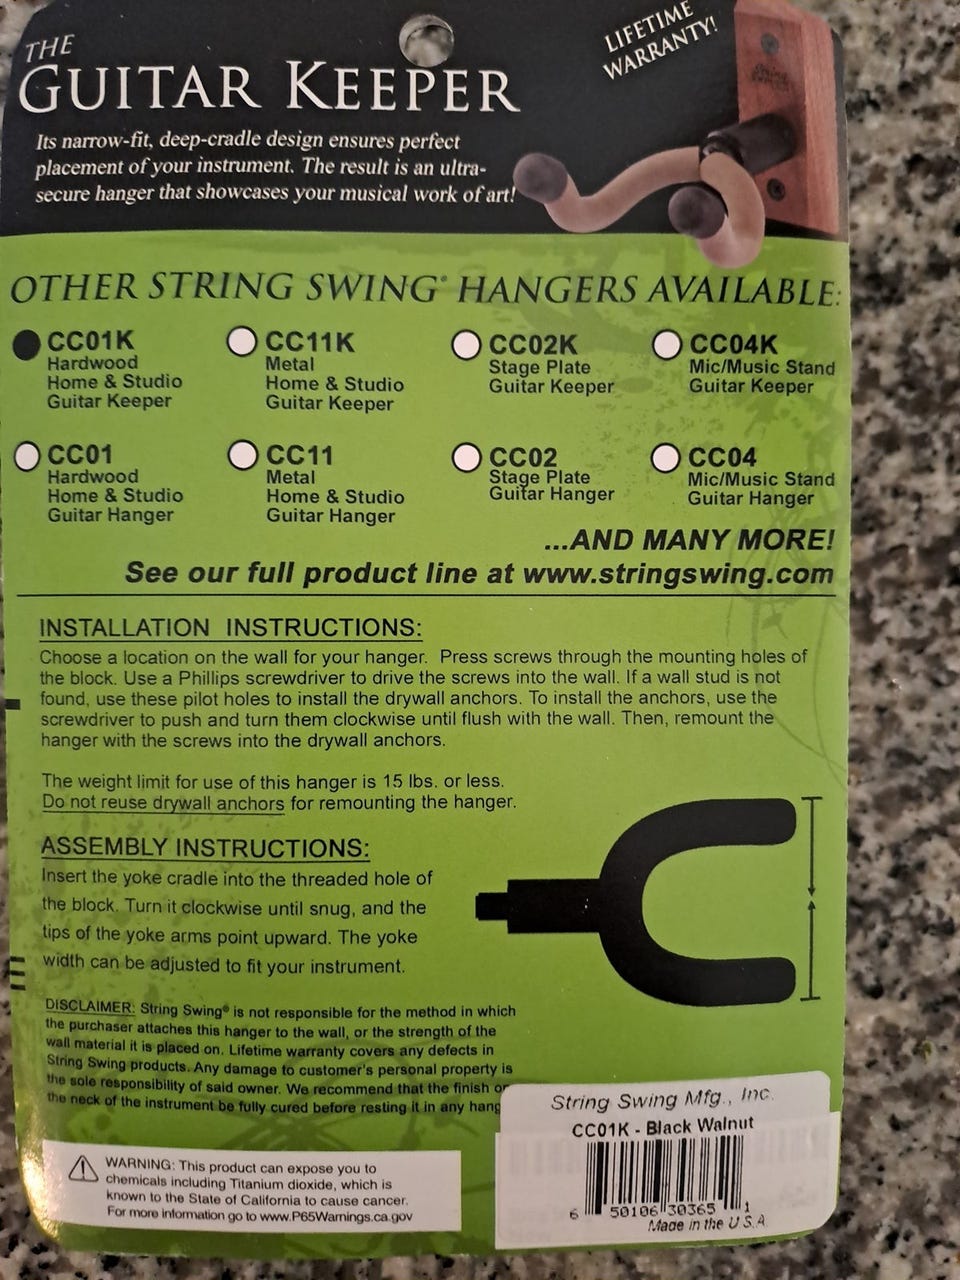 THE
GUITAR KEEPER
LIFETIME
WARRANTY!
Its narrow-fit, deep-cradle design ensures perfect
placement of your instrument. The result is an ultra-
secure hanger that showcases your musical work of art!
OTHER STRING SWING® HANGERS AVAILABLE:
CC01K
Hardwood
Home & Studio
Guitar Keeper
CC11K
Metal
Home & Studio
Guitar Keeper
CC02K
Stage Plate
Guitar Keeper
CC04K
Mic/Music Stand
Guitar Keeper
CC01
Hardwood
Home & Studio
Guitar Hanger
CC11
Metal
Home & Studio
Guitar Hanger
CC02
Stage Plate
Guitar Hanger
CC04
Mic/Music Stand
Guitar Hanger
...AND MANY MORE!
See our full product line at www.stringswing.com
INSTALLATION INSTRUCTIONS:
Choose a location on the wall for your hanger. Press screws through the mounting holes of
the block. Use a Phillips screwdriver to drive the screws into the wall. If a wall stud is not
found, use these pilot holes to install the drywall anchors. To install the anchors, use the
screwdriver to push and turn them clockwise until flush with the wall. Then, remount the
hanger with the screws into the drywall anchors.
The weight limit for use of this hanger is 15 lbs. or less.
Do not reuse drywall anchors for remounting the hanger.
ASSEMBLY INSTRUCTIONS:
Insert the yoke cradle into the threaded hole of
the block. Turn it clockwise until snug, and the
tips of the yoke arms point upward. The yoke
width can be adjusted to fit your instrument.
DISCLAIMER: String Swing® is not responsible for the method in which
the purchaser attaches this hanger to the wall, or the strength of the
wall material it is placed on. Lifetime warranty covers any defects in
String Swing products. Any damage to customer's personal property is
the sole responsibility of said owner. We recommend that the finish
the neck of the instrument be fully cured before resting it in any hang
WARNING: This product can expose you to
chemicals including Titanium dioxide, which is
known to the State of California to cause cancer.
For more information go to www.P65Warnings.ca.gov
String Swing Mfg., Inc.
CC01K - Black Walnut
6 50106 30365 1
Made in the U.S.A.